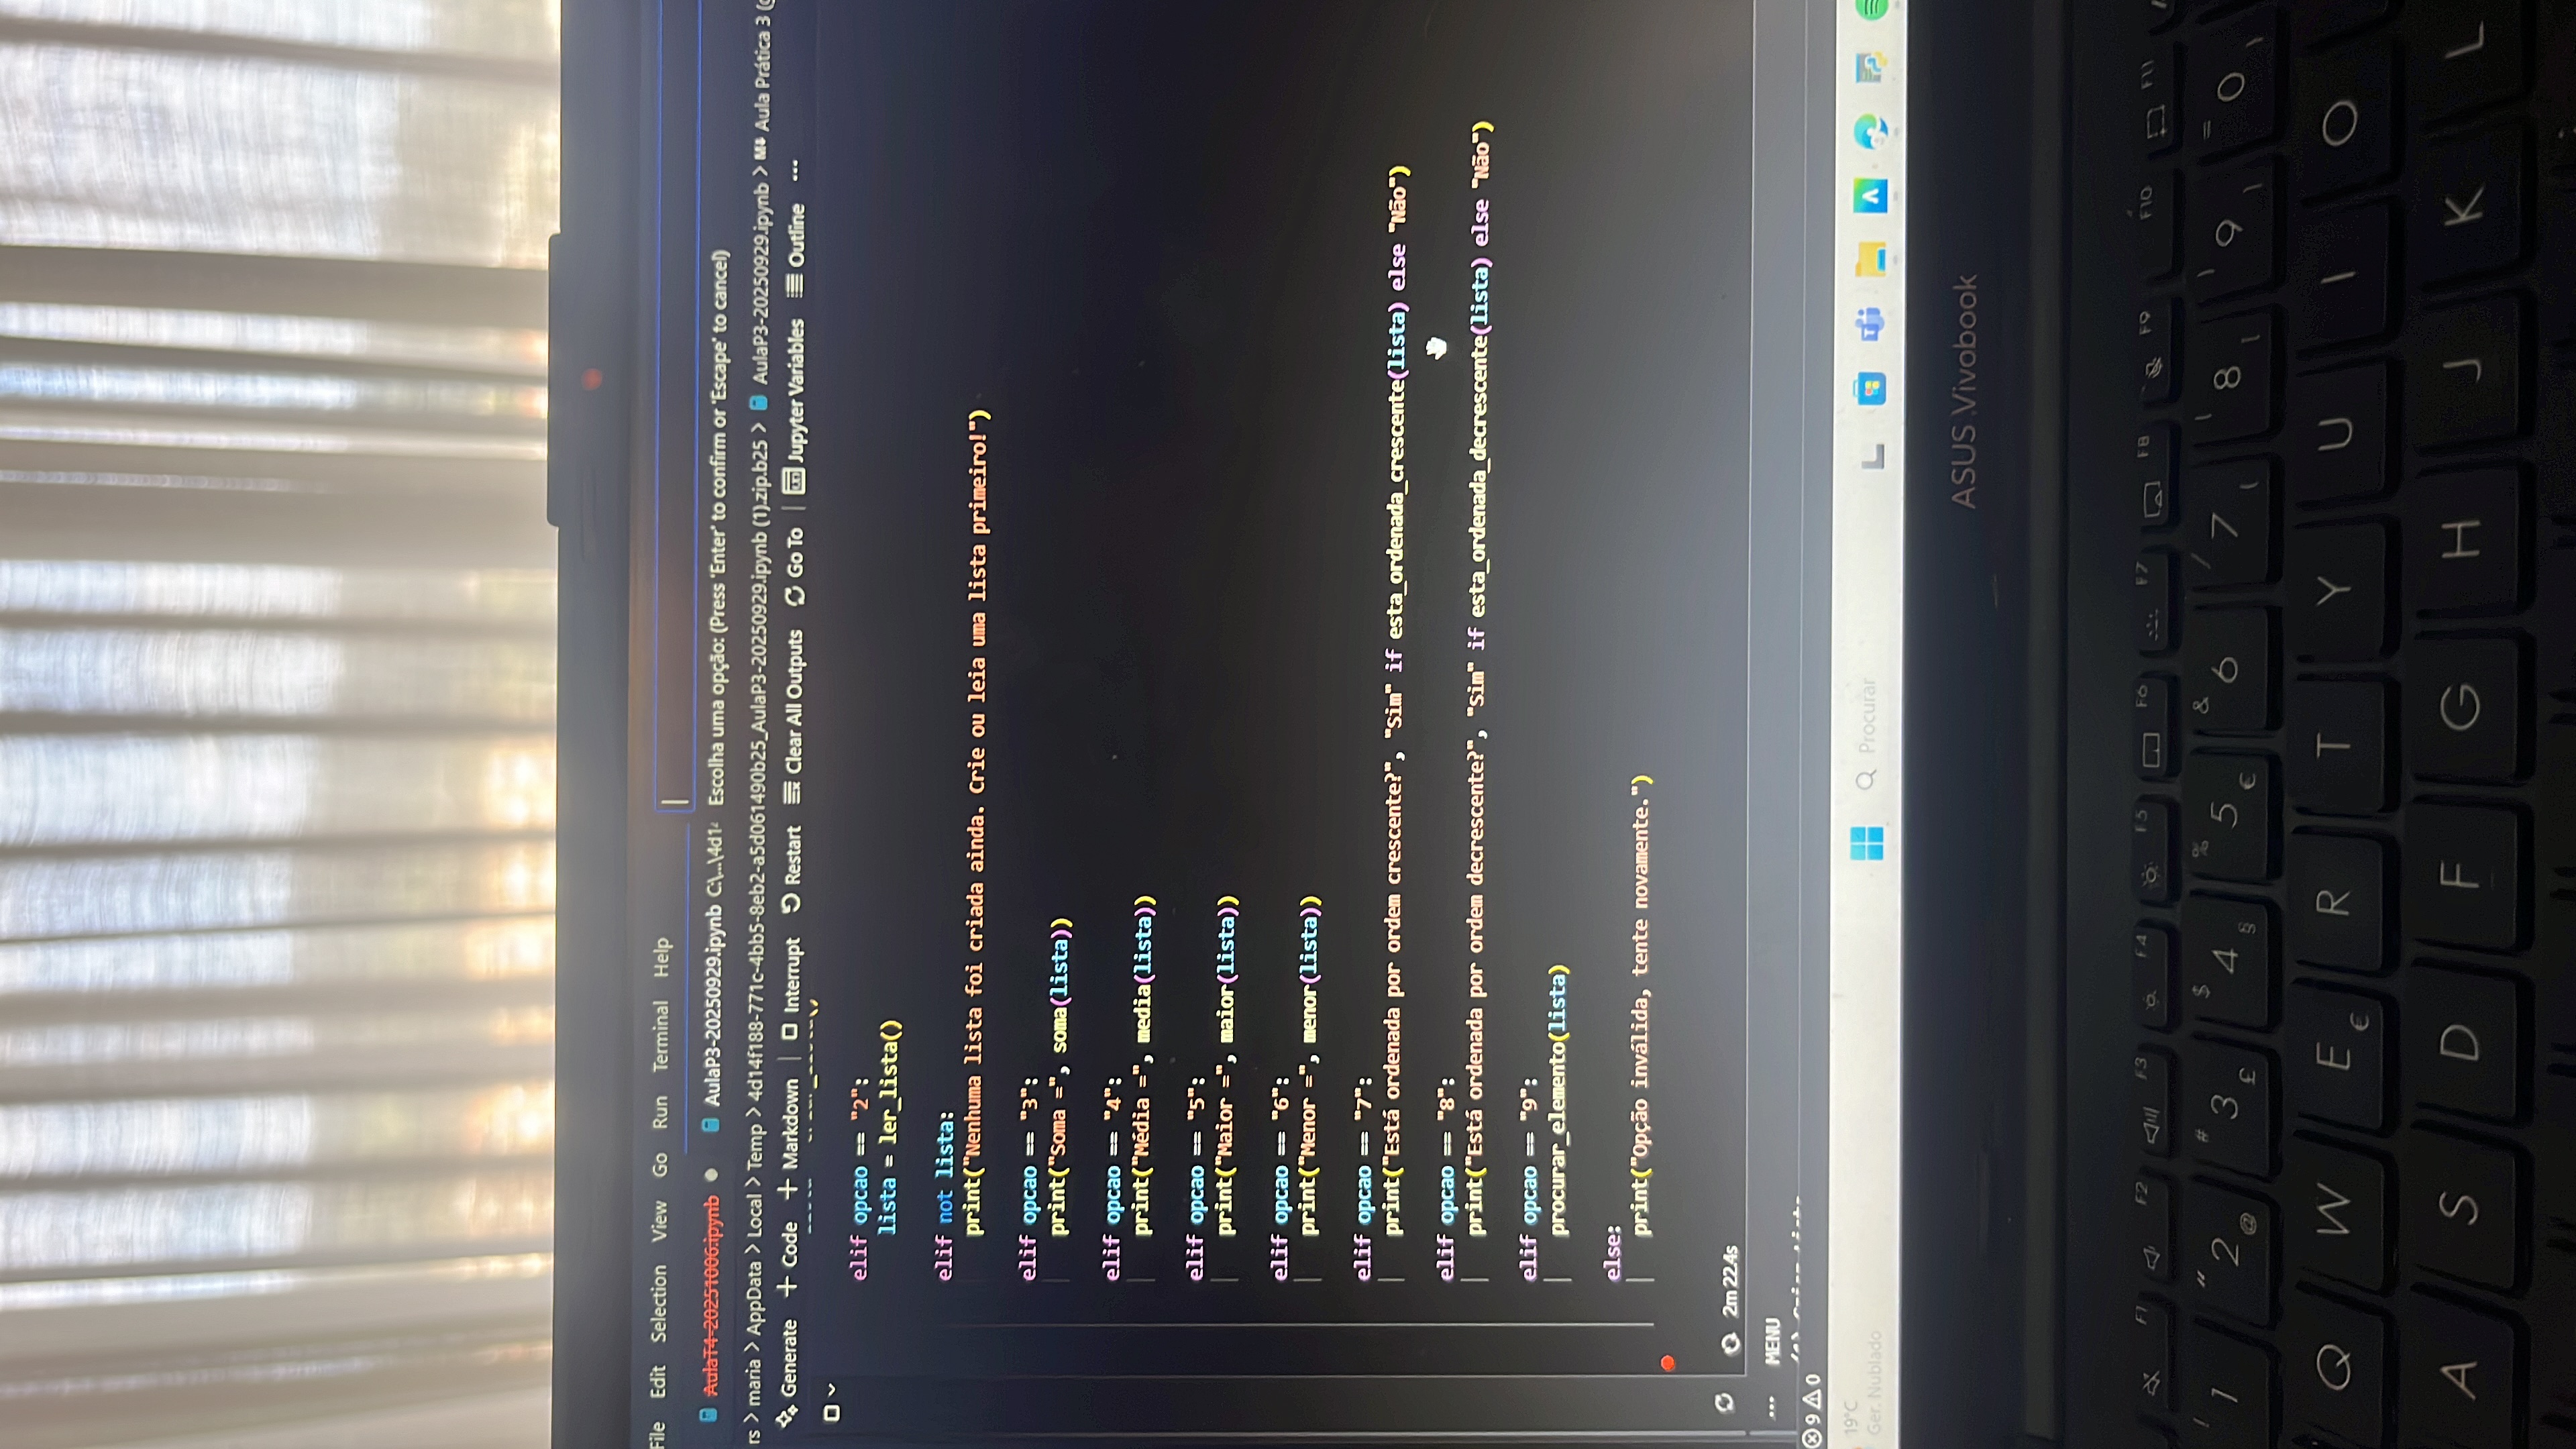 File Edit Selection View Go Run Terminal Help
AulaT4-20251006.ipynb AulaP3-20250929.ipynb C:\...\4d14 Escolha uma opção: (Press 'Enter' to confirm or 'Escape' to cancel)
rs > maria > AppData > Local > Temp > 4d14f188-771c-4bb5-8eb2-a5d061490b25_AulaP3-20250929.ipynb (1).zip.b25 > AulaP3-20250929.ipynb > M↓ Aula Prática 3 (
Generate + Code + Markdown | Interrupt Restart Clear All Outputs Go To | Jupyter Variables Outline ...
elif opcao == "2":
lista = ler_lista()
elif not lista:
print("Nenhuma lista foi criada ainda. Crie ou leia uma lista primeiro!")
elif opcao == "3":
print("Soma =", soma(lista))
elif opcao == "4":
print("Média =", media(lista))
elif opcao == "5":
print("Maior =", maior(lista))
elif opcao == "6":
print("Menor =", menor(lista))
elif opcao == "7":
print("Está ordenada por ordem crescente?", "Sim" if esta_ordenada_crescente(lista) else "Não")
elif opcao == "8":
print("Está ordenada por ordem decrescente?", "Sim" if esta_ordenada_decrescente(lista) else "Não")
elif opcao == "9":
procurar_elemento(lista)
else:
print("Opção inválida, tente novamente.")
2m 22.4s
... MENU
9 0
19°C
Ger. Nublado
Procurar
ASUS Vivobook
F1 F2 F3 F4 F5 F6 F7 F8 F9 F10 F11
! " # $ % & / ( ) =
1 2 3 4 5 6 7 8 9 0
@ £ § € { [ ] }
Q W E R T Y U I O
€
A S D F G H J K L